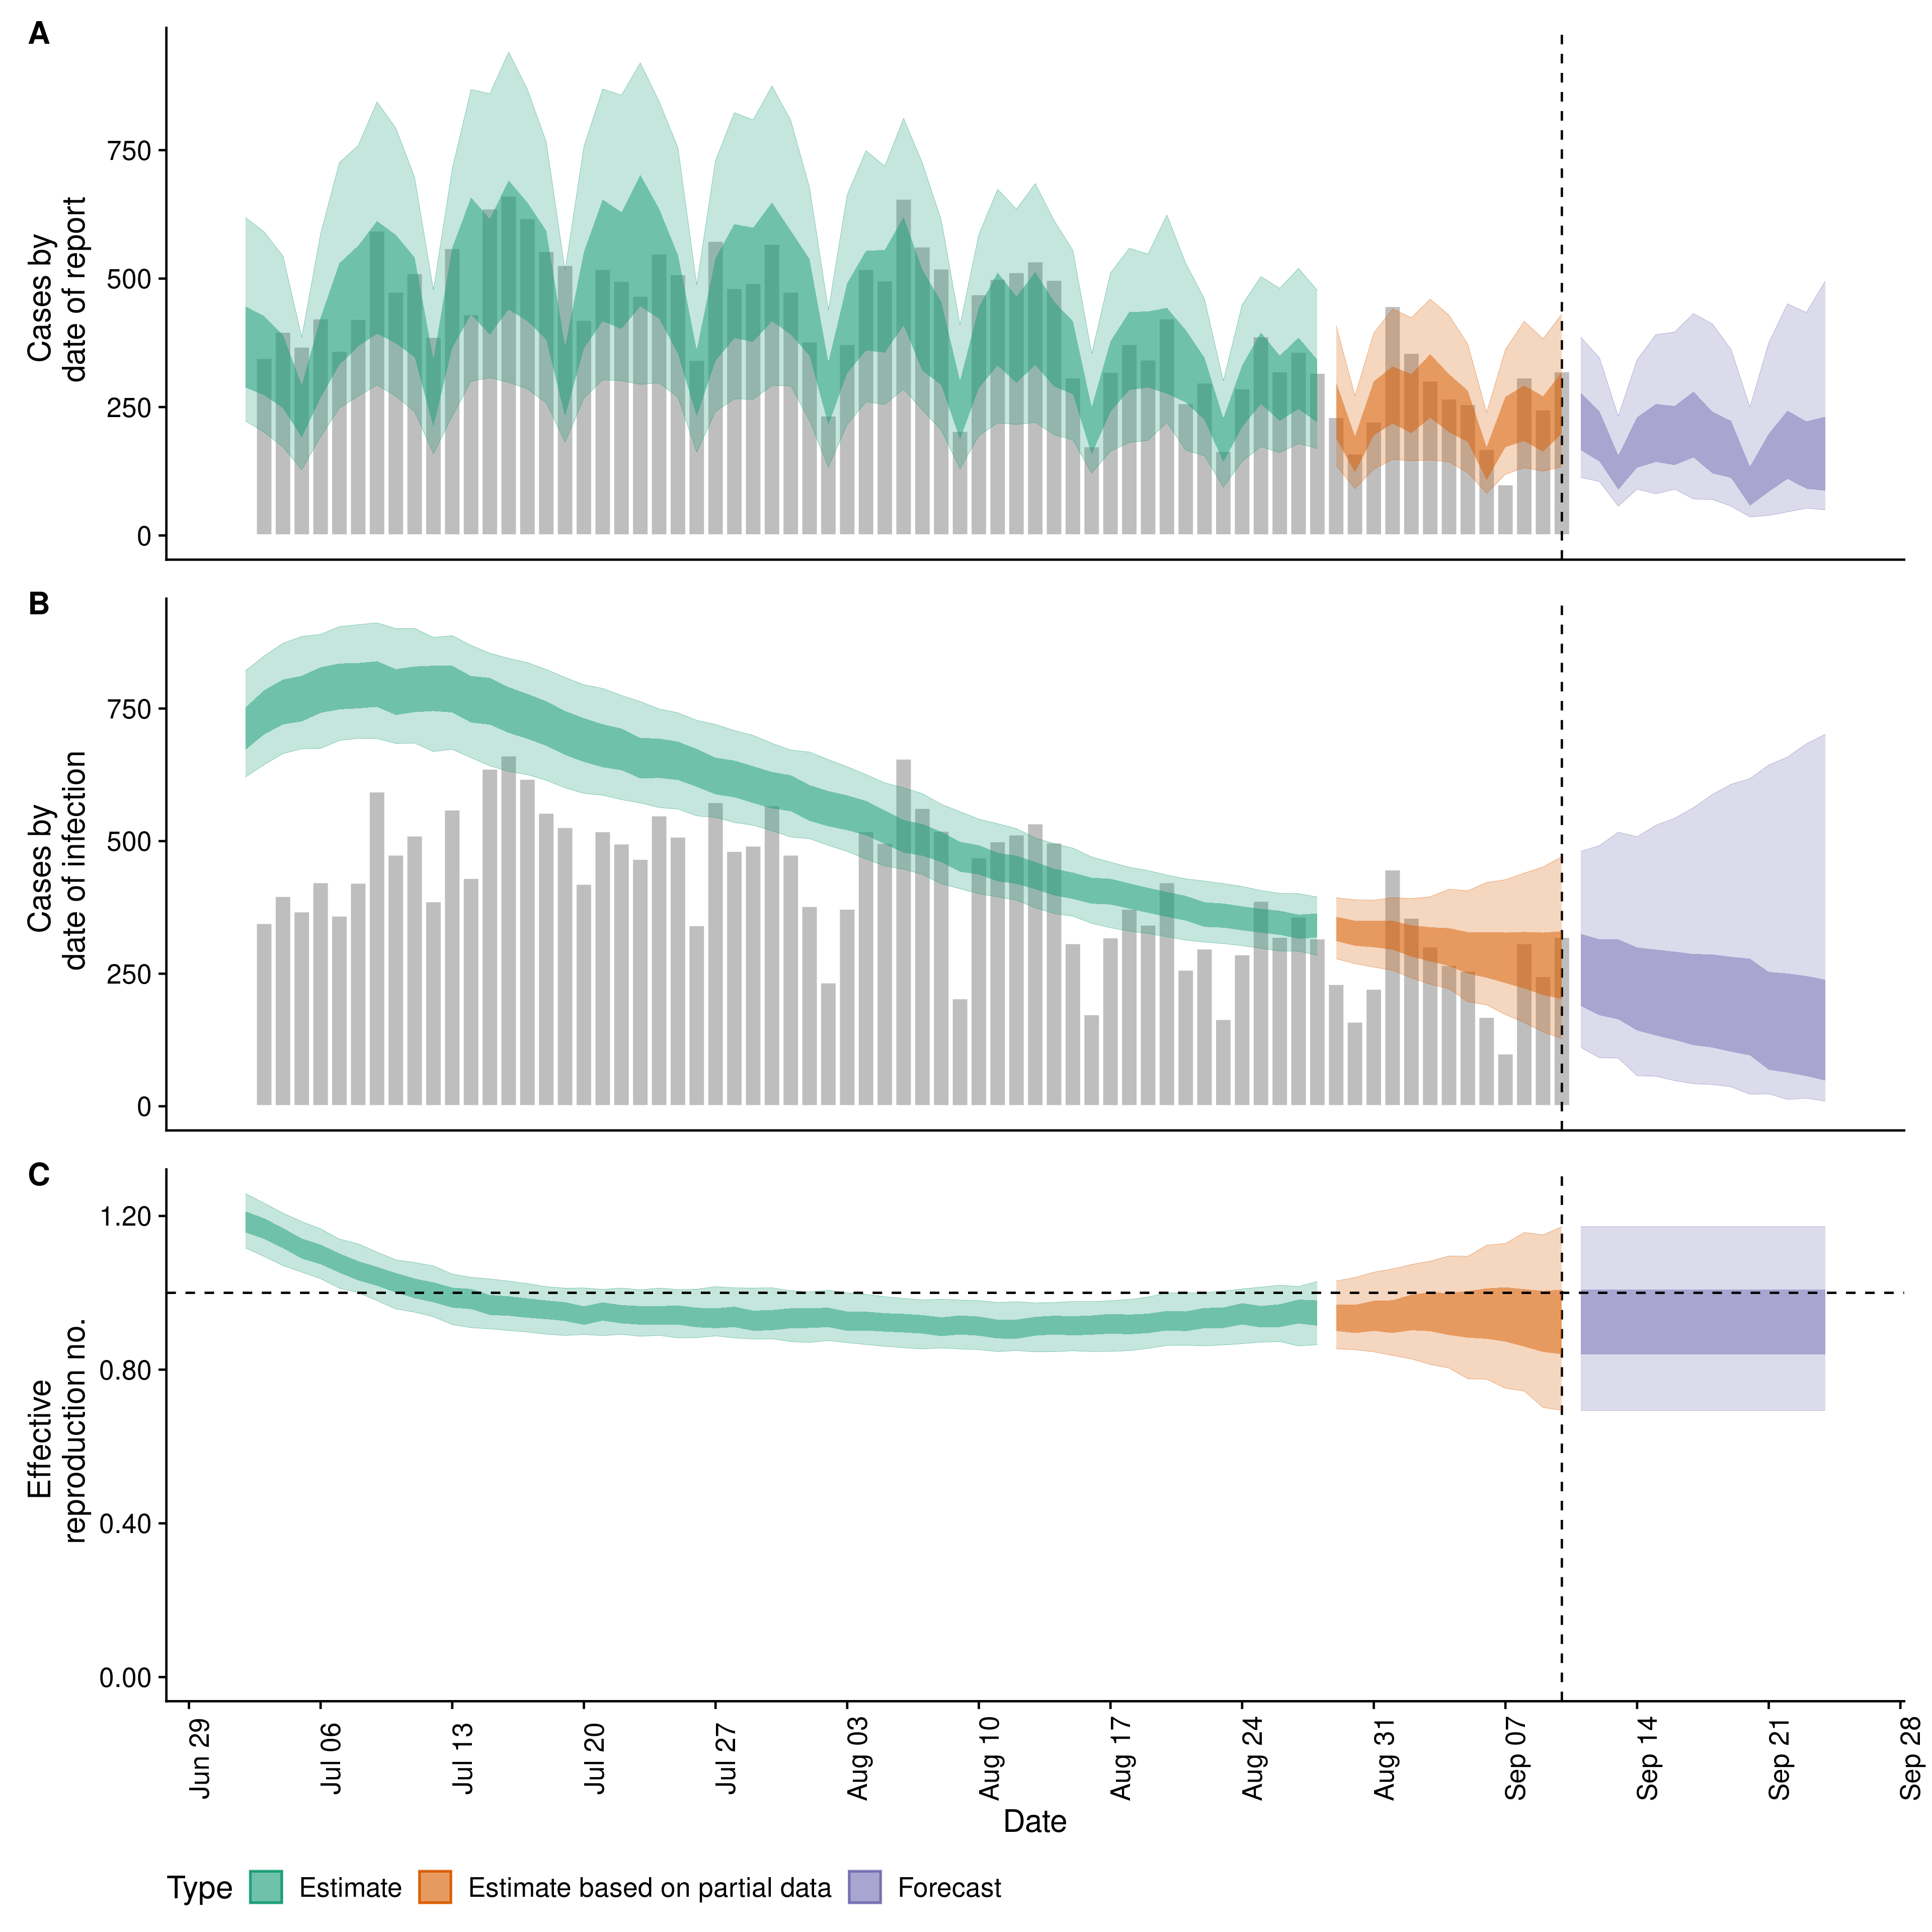 A
Cases by
date of report
750
500
250
0
B
Cases by
date of infection
750
500
250
0
C
Effective
reproduction no.
1.20
0.80
0.40
0.00
Jun 29
Jul 06
Jul 13
Jul 20
Jul 27
Aug 03
Aug 10
Aug 17
Aug 24
Aug 31
Sep 07
Sep 14
Sep 21
Sep 28
Date
Type Estimate Estimate based on partial data Forecast